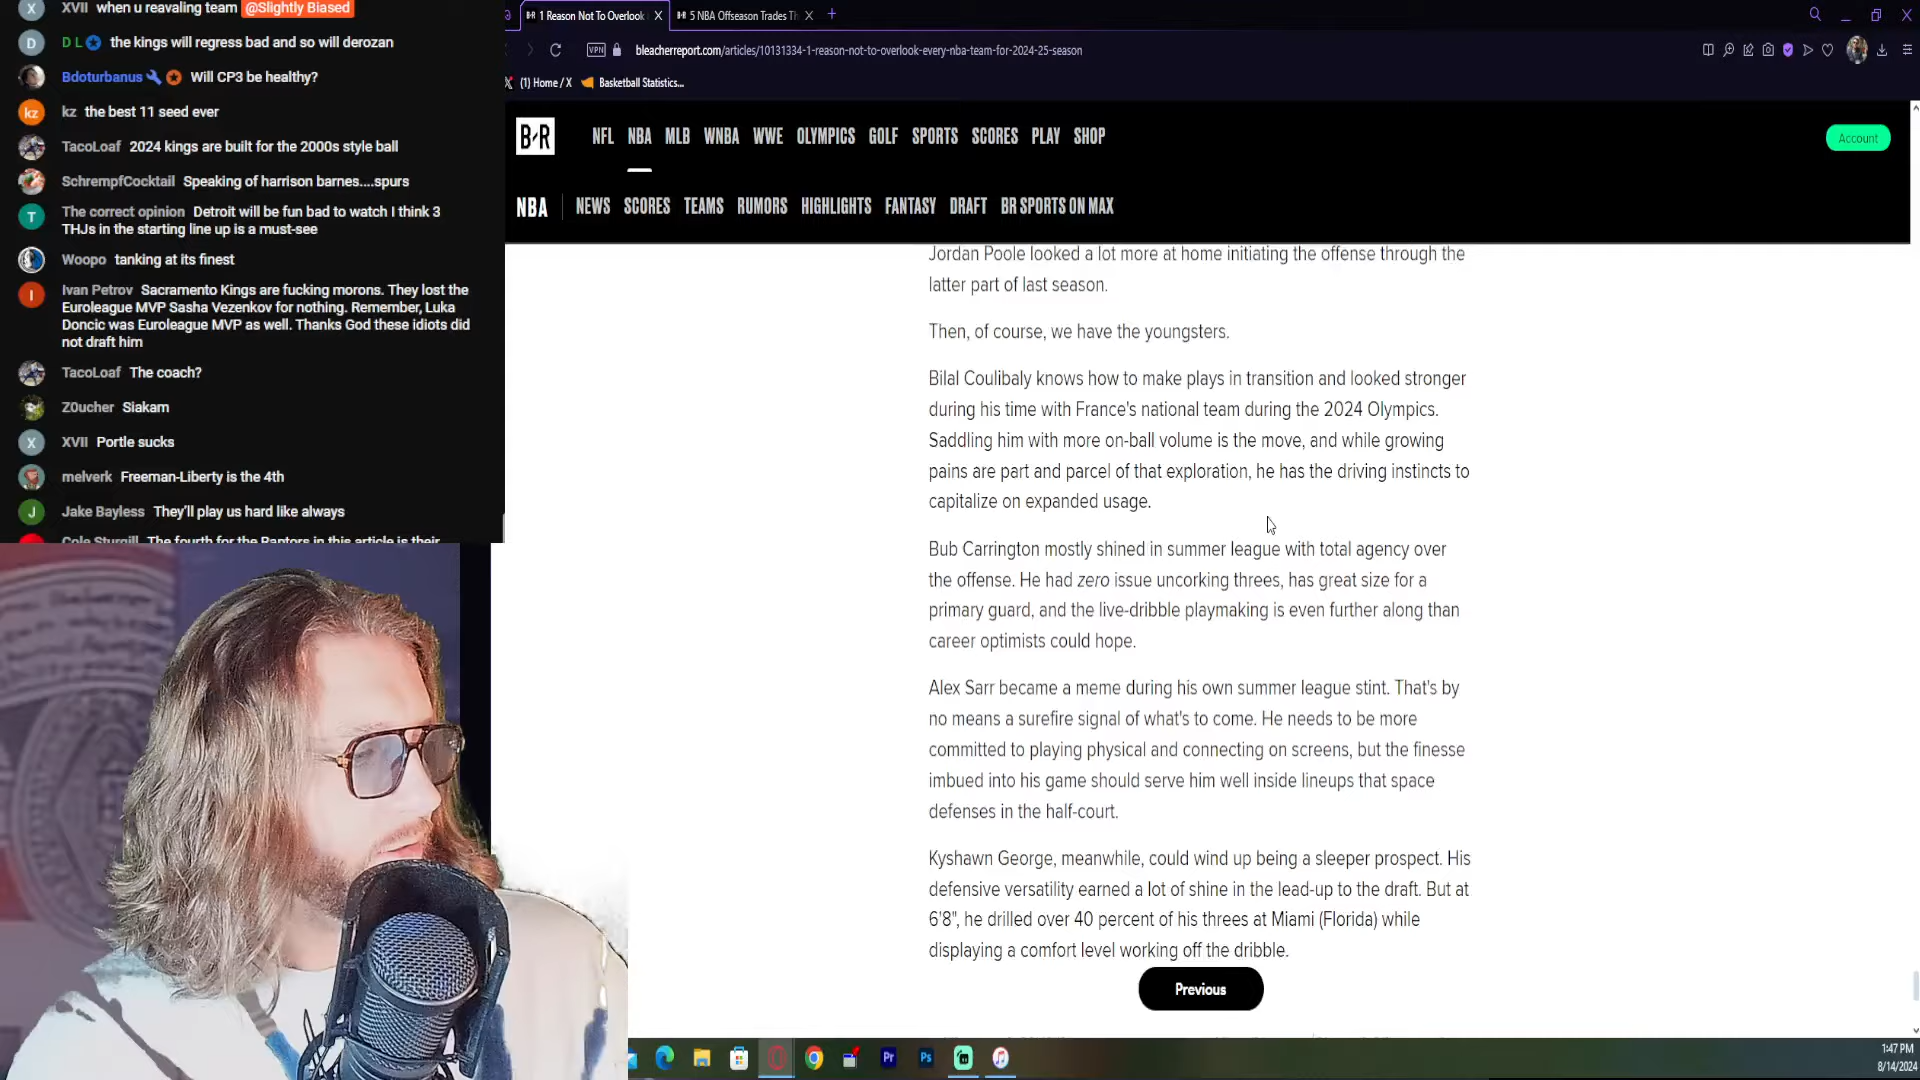 X XVII when u reavaling team @Slightly Biased
D D L the kings will regress bad and so will derozan
Bdoturbanus Will CP3 be healthy?
kz kz the best 11 seed ever
TacoLoaf 2024 kings are built for the 2000s style ball
SchrempfCocktail Speaking of harrison barnes....spurs
T The correct opinion Detroit will be fun bad to watch I think 3
THJs in the starting line up is a must-see
Woopo tanking at its finest
I Ivan Petrov Sacramento Kings are fucking morons. They lost the
Euroleague MVP Sasha Vezenkov for nothing. Remember, Luka
Doncic was Euroleague MVP as well. Thanks God these idiots did
not draft him
TacoLoaf The coach?
Z0ucher Siakam
X XVII Portle sucks
melverk Freeman-Liberty is the 4th
J Jake Bayless They'll play us hard like always
Cole Sturgill The fourth for the Raptors in this article is their
B-R 1 Reason Not To Overlook
B-R 5 NBA Offseason Trades Th
VPN bleacherreport.com/articles/10131334-1-reason-not-to-overlook-every-nba-team-for-2024-25-season
(1) Home / X Basketball Statistics...
B-R NFL NBA MLB WNBA WWE OLYMPICS GOLF SPORTS SCORES PLAY SHOP Account
NBA NEWS SCORES TEAMS RUMORS HIGHLIGHTS FANTASY DRAFT BR SPORTS ON MAX
Jordan Poole looked a lot more at home initiating the offense through the
latter part of last season.
Then, of course, we have the youngsters.
Bilal Coulibaly knows how to make plays in transition and looked stronger
during his time with France's national team during the 2024 Olympics.
Saddling him with more on-ball volume is the move, and while growing
pains are part and parcel of that exploration, he has the driving instincts to
capitalize on expanded usage.
Bub Carrington mostly shined in summer league with total agency over
the offense. He had zero issue uncorking threes, has great size for a
primary guard, and the live-dribble playmaking is even further along than
career optimists could hope.
Alex Sarr became a meme during his own summer league stint. That's by
no means a surefire signal of what's to come. He needs to be more
committed to playing physical and connecting on screens, but the finesse
imbued into his game should serve him well inside lineups that space
defenses in the half-court.
Kyshawn George, meanwhile, could wind up being a sleeper prospect. His
defensive versatility earned a lot of shine in the lead-up to the draft. But at
6'8", he drilled over 40 percent of his threes at Miami (Florida) while
displaying a comfort level working off the dribble.
Previous
Pr Ps
1:47 PM
8/14/2024